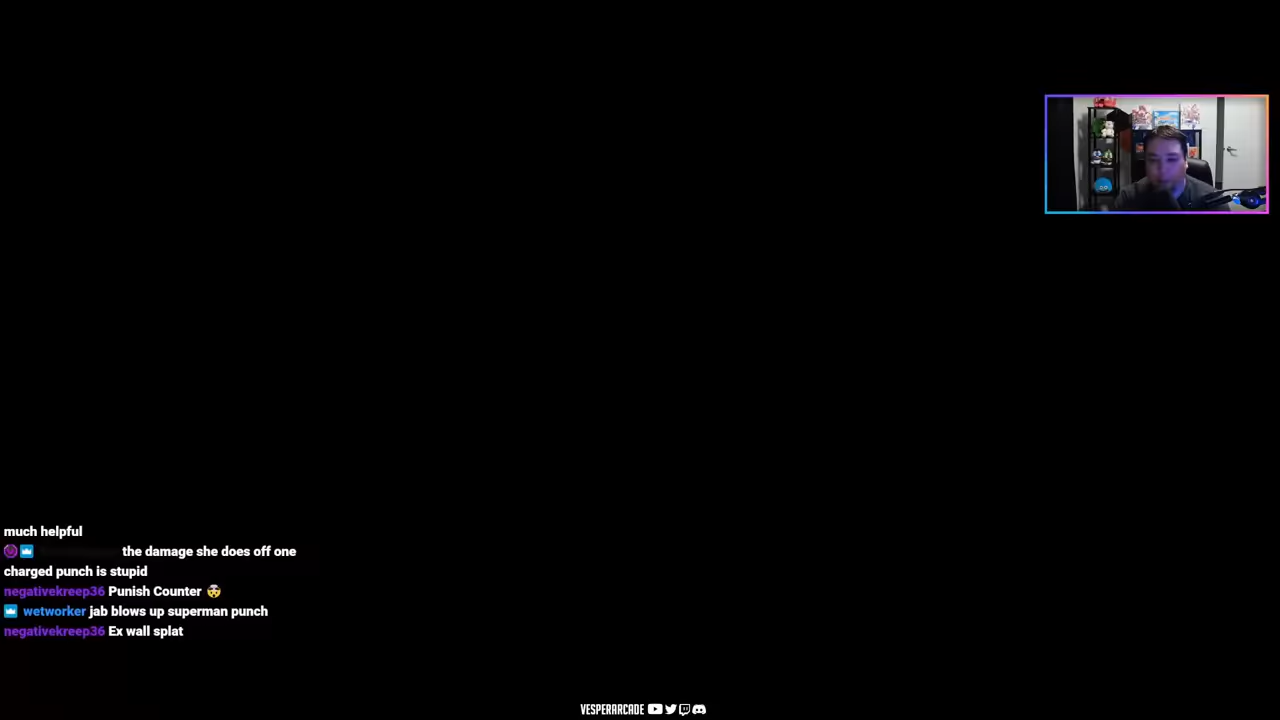 much helpful
the damage she does off one
charged punch is stupid
negativekreep36 Punish Counter 🤯
wetworker jab blows up superman punch
negativekreep36 Ex wall splat
VESPERARCADE